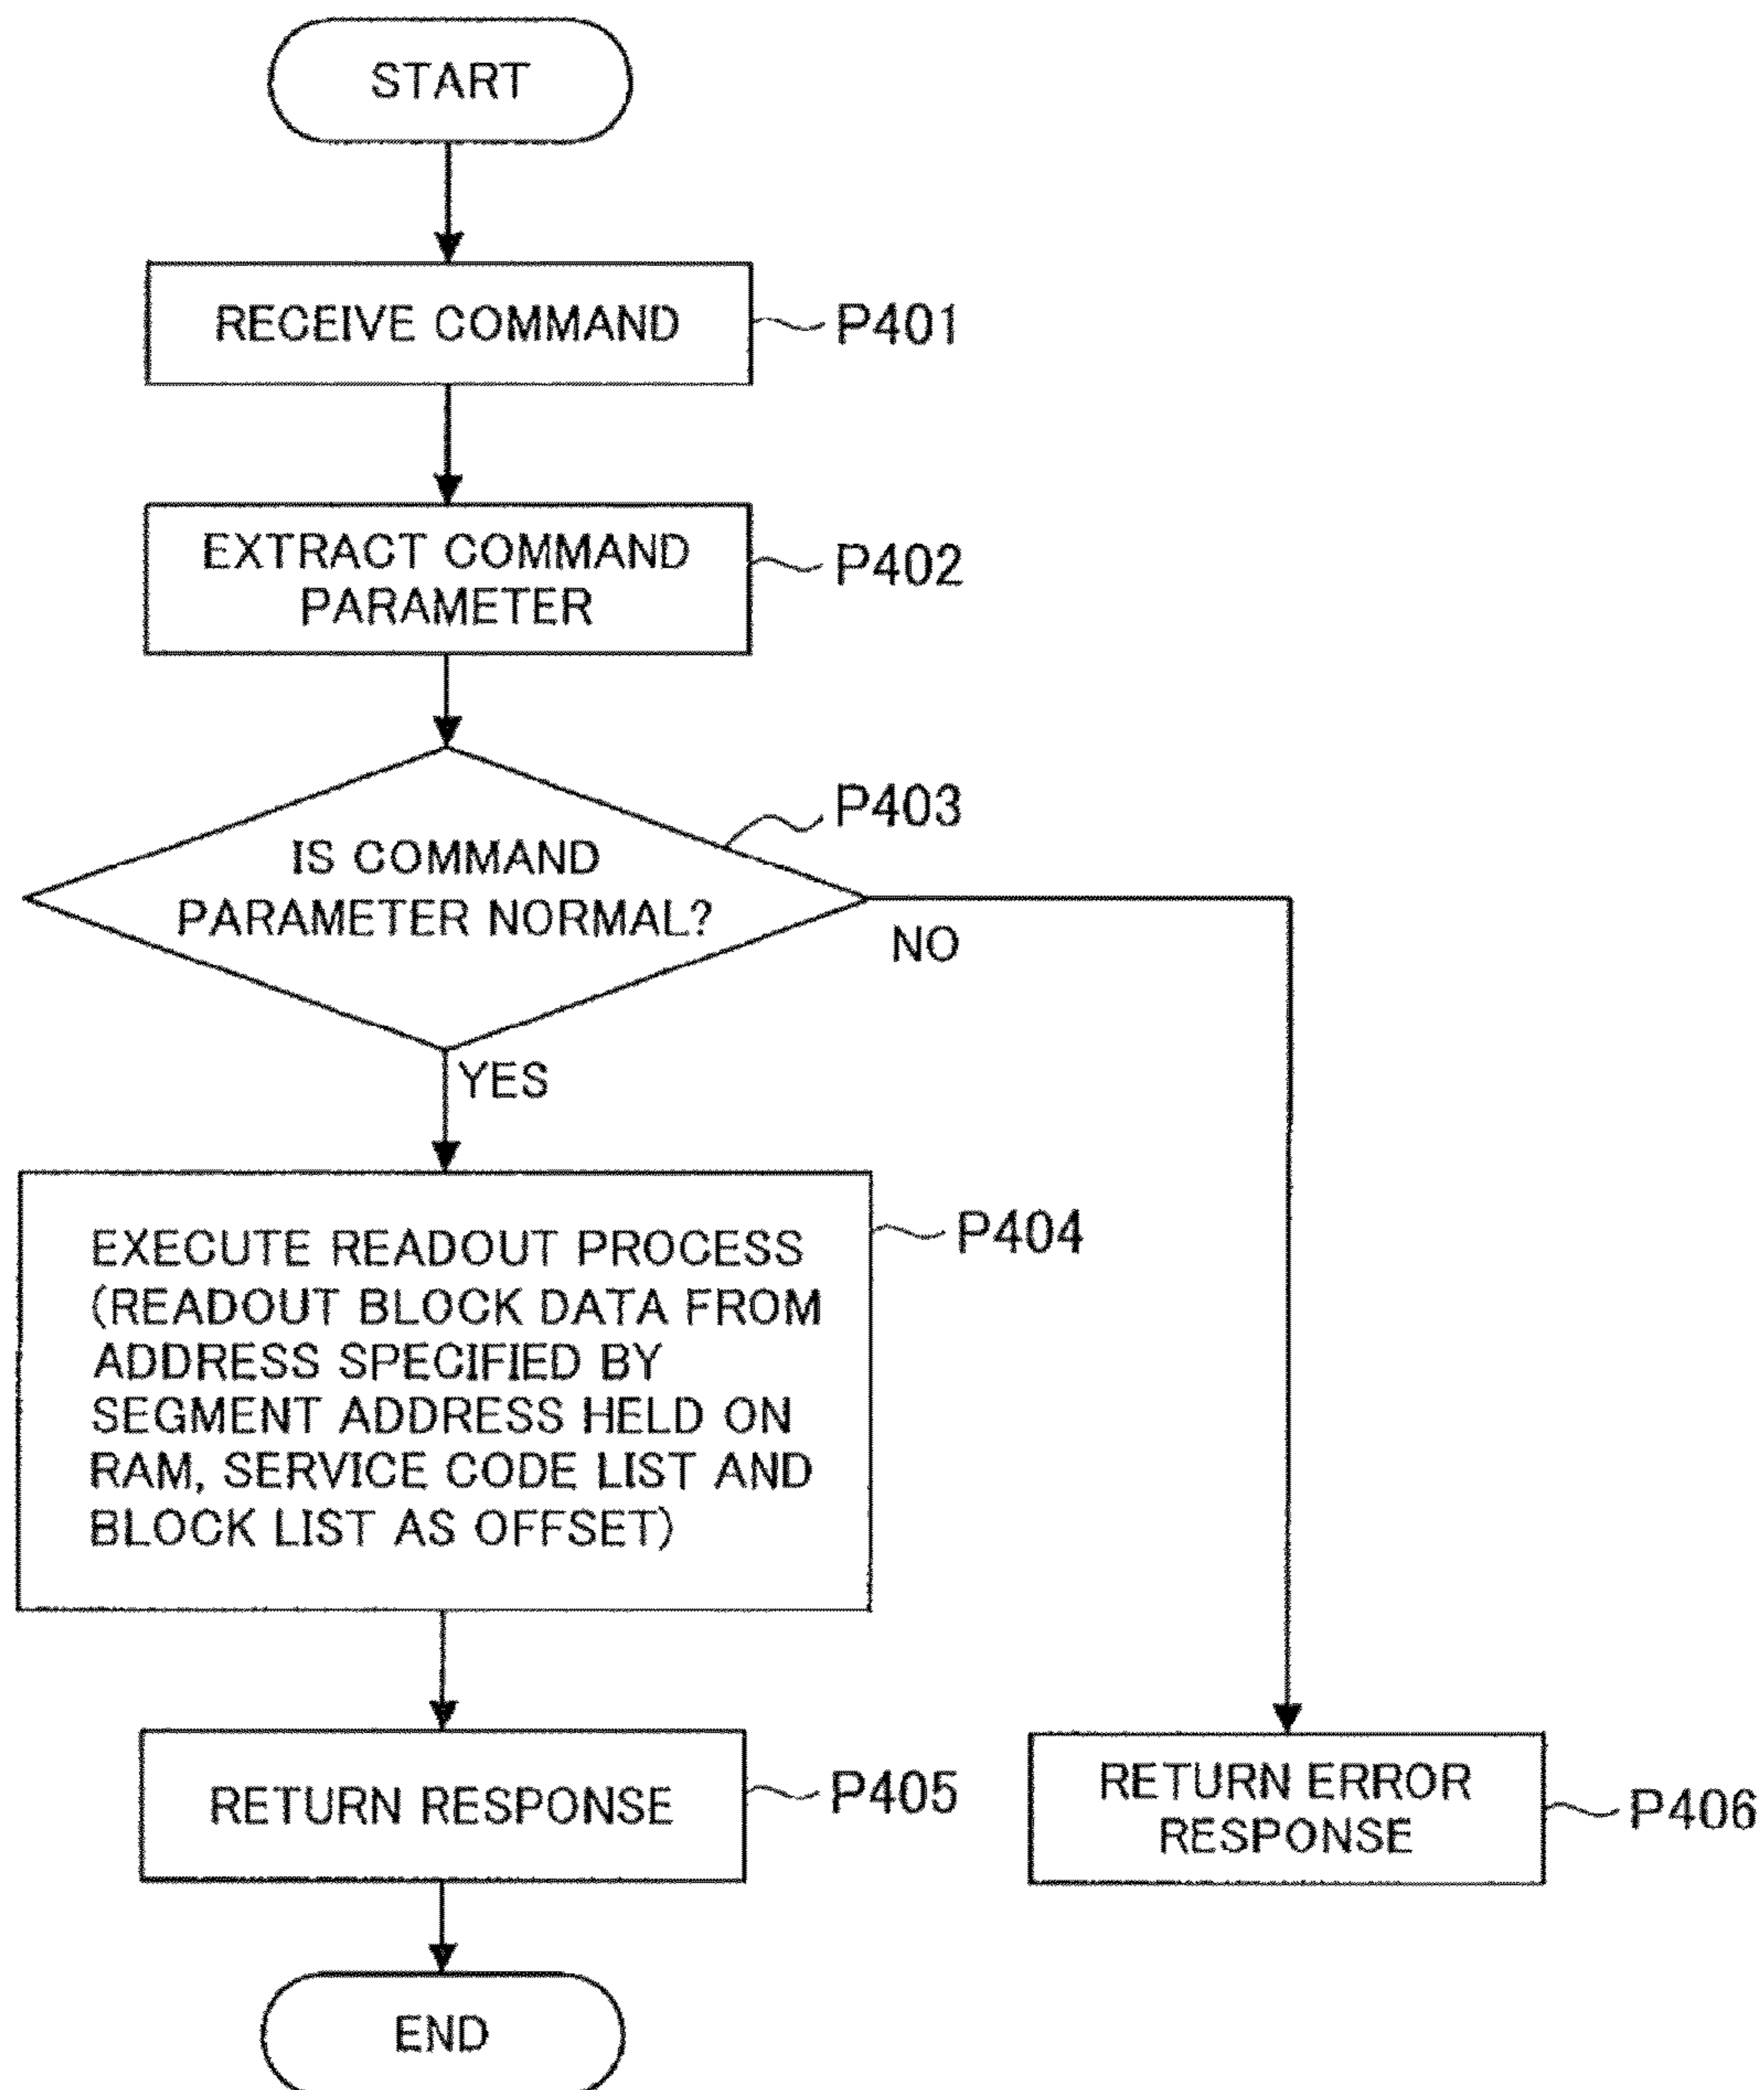 START
RECEIVE COMMAND
P401
EXTRACT COMMAND
PARAMETER
P402
IS COMMAND
PARAMETER NORMAL?
P403
NO
YES
EXECUTE READOUT PROCESS
(READOUT BLOCK DATA FROM
ADDRESS SPECIFIED BY
SEGMENT ADDRESS HELD ON
RAM, SERVICE CODE LIST AND
BLOCK LIST AS OFFSET)
P404
RETURN RESPONSE
P405
RETURN ERROR
RESPONSE
P406
END